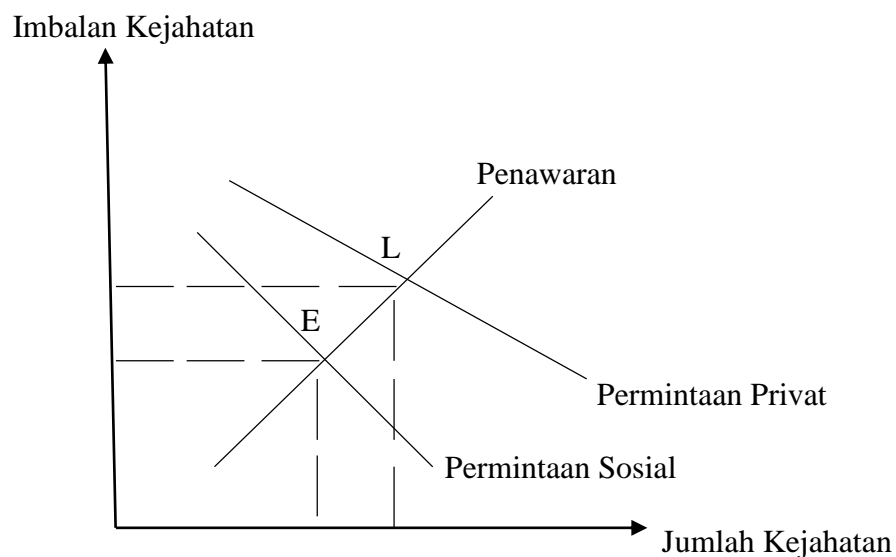 Imbalan Kejahatan
Penawaran
L
E
Permintaan Privat
Permintaan Sosial
Jumlah Kejahatan